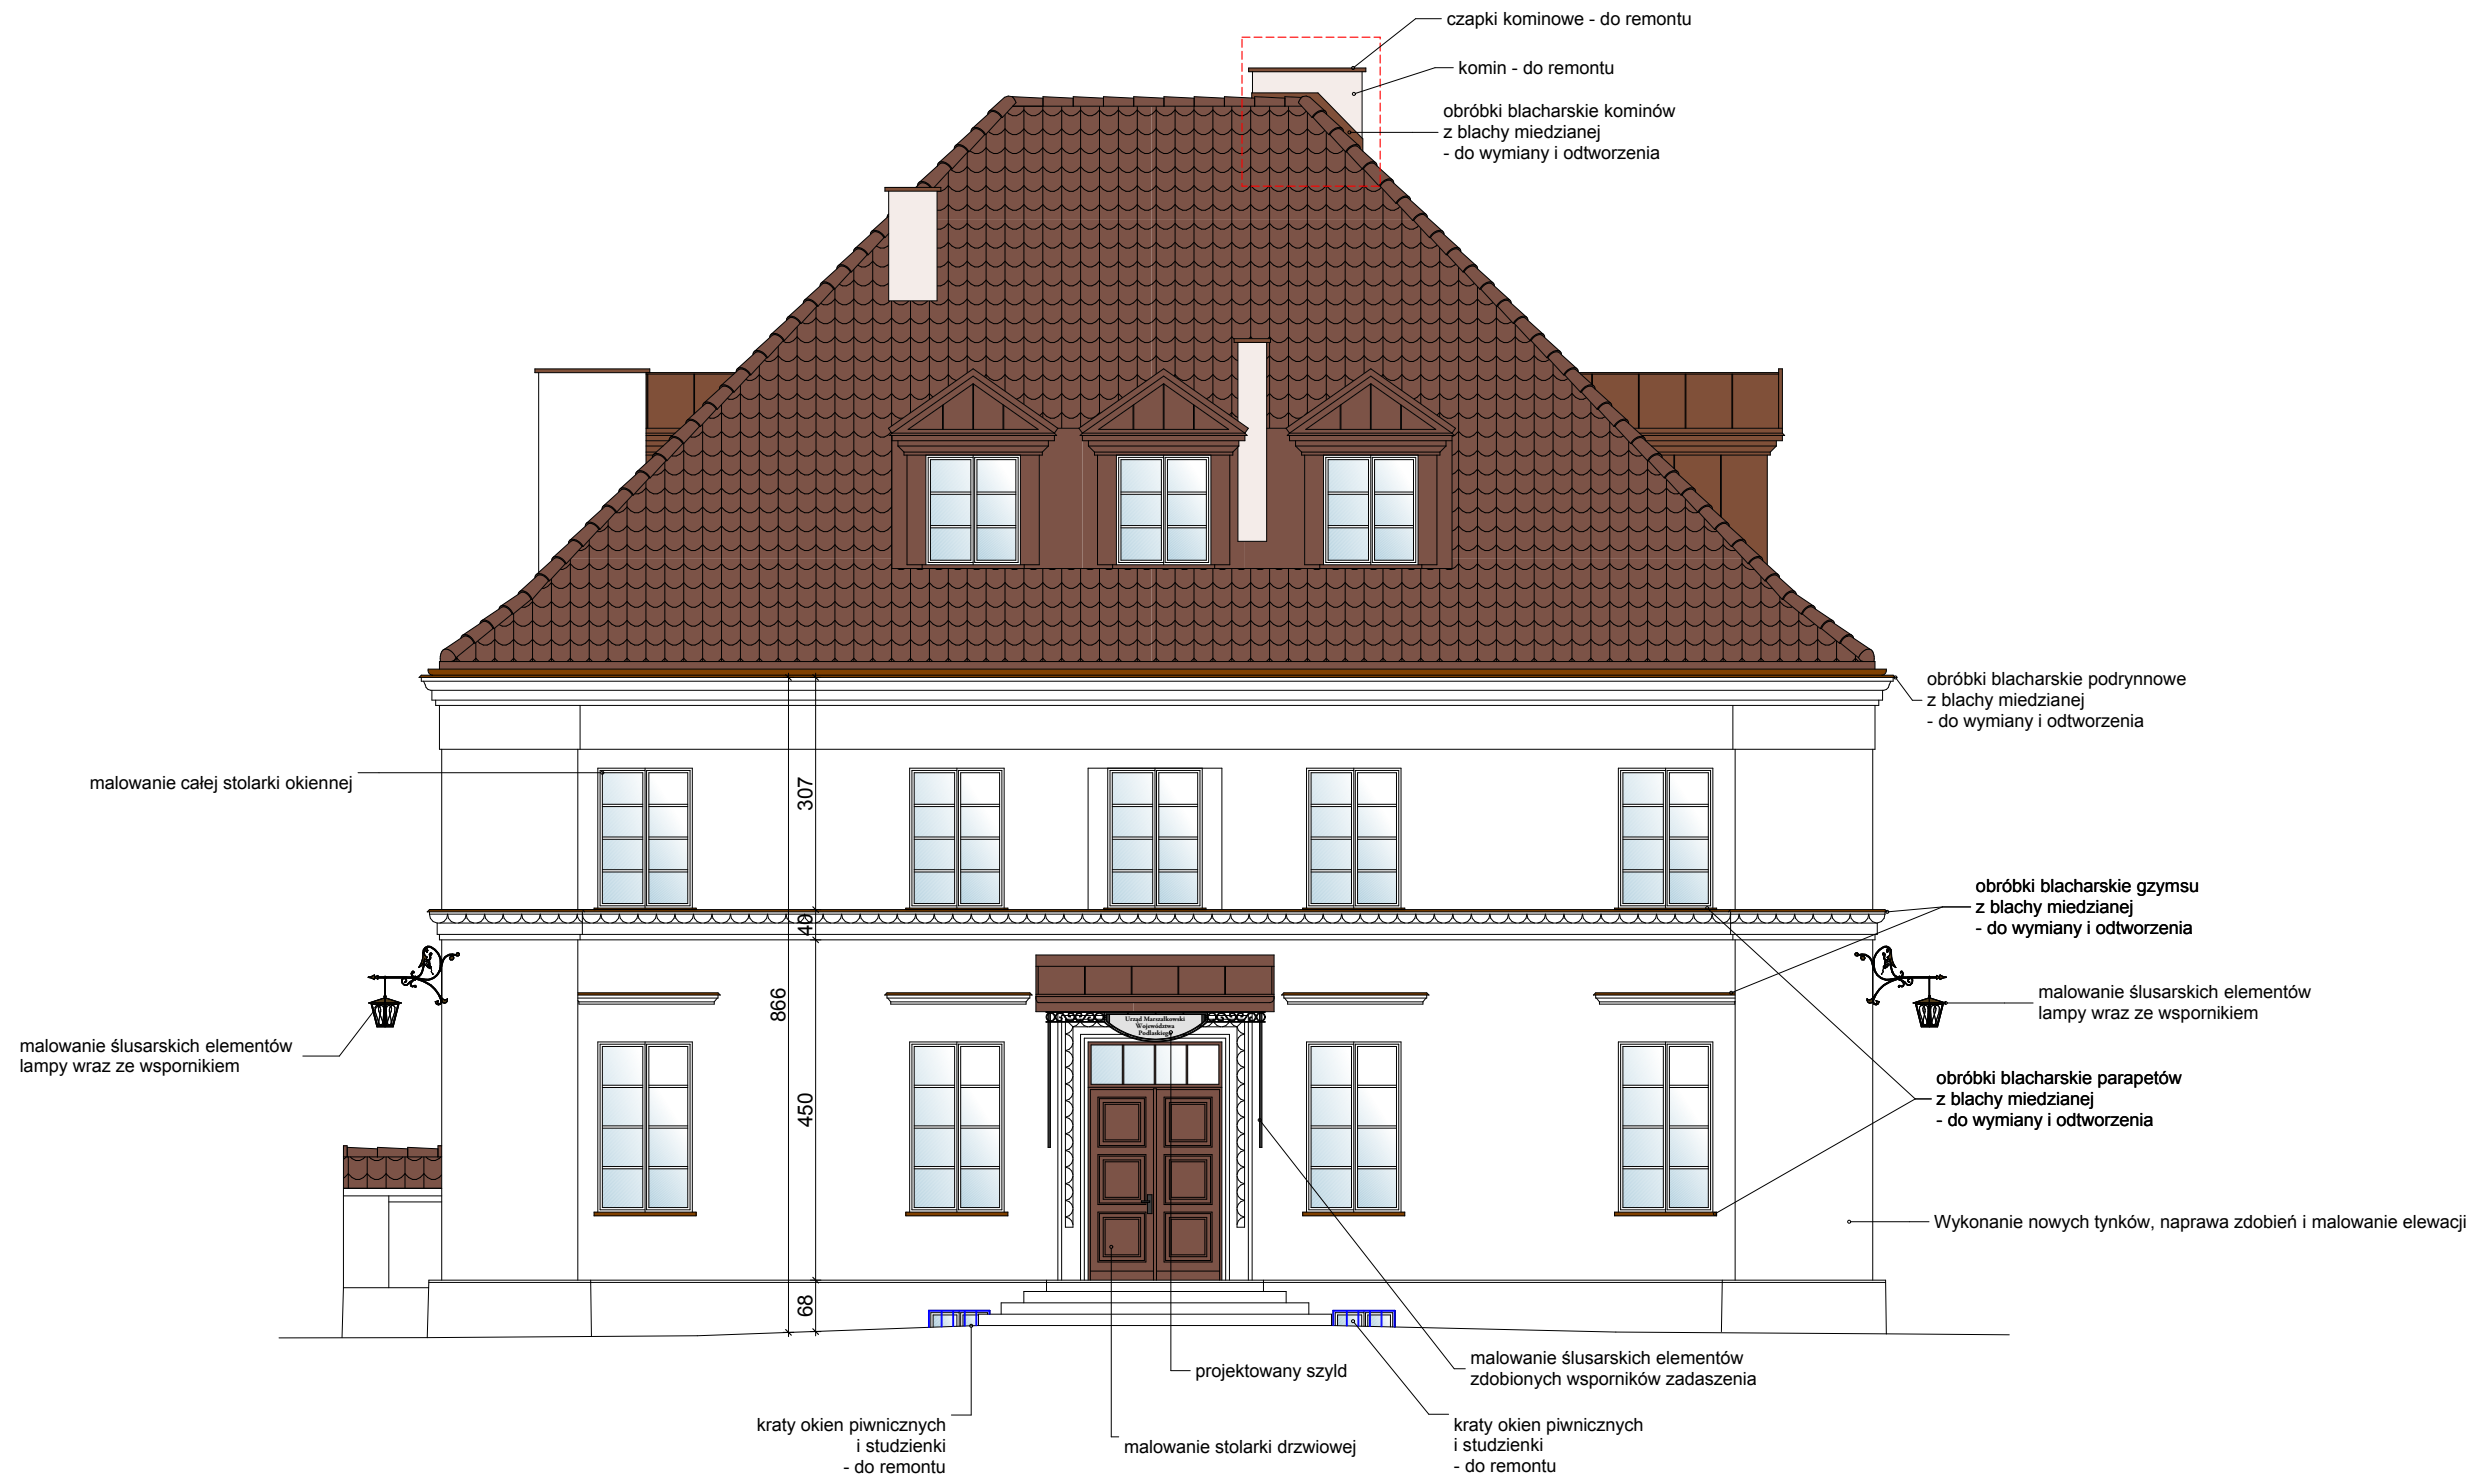 czapki kominowe - do remontu
komin - do remontu
obróbki blacharskie kominów
z blachy miedzianej
- do wymiany i odtworzenia
obróbki blacharskie podrynnowe
z blachy miedzianej
- do wymiany i odtworzenia
malowanie całej stolarki okiennej
307
obróbki blacharskie gzymsu
z blachy miedzianej
- do wymiany i odtworzenia
40
866
malowanie ślusarskich elementów
lampy wraz ze wspornikiem
Urząd Marszałkowski
Województwa
Podlaskiego
malowanie ślusarskich elementów
lampy wraz ze wspornikiem
obróbki blacharskie parapetów
z blachy miedzianej
- do wymiany i odtworzenia
450
Wykonanie nowych tynków, naprawa zdobień i malowanie elewacji
68
projektowany szyld
malowanie ślusarskich elementów
zdobionych wsporników zadaszenia
kraty okien piwnicznych
i studzienki
- do remontu
malowanie stolarki drzwiowej
kraty okien piwnicznych
i studzienki
- do remontu